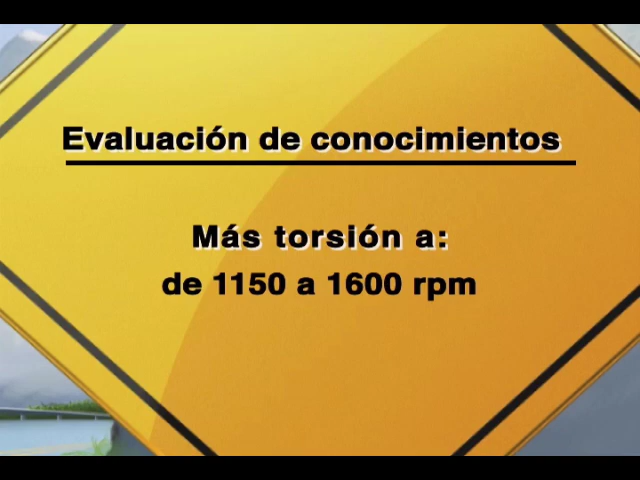 Evaluación de conocimientos
Más torsión a:
de 1150 a 1600 rpm